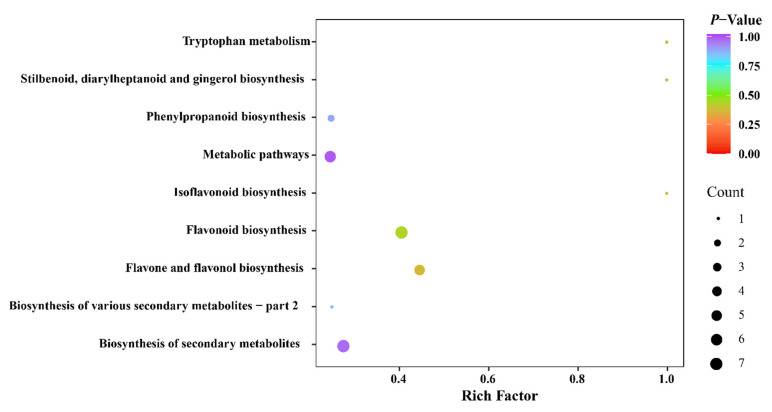 Tryptophan metabolism
Stilbenoid, diarylheptanoid and gingerol biosynthesis
Phenylpropanoid biosynthesis
Metabolic pathways
Isoflavonoid biosynthesis
Flavonoid biosynthesis
Flavone and flavonol biosynthesis
Biosynthesis of various secondary metabolites − part 2
Biosynthesis of secondary metabolites
0.4 0.6 0.8 1.0
Rich Factor
P−Value
1.00
0.75
0.50
0.25
0.00
Count
1
2
3
4
5
6
7